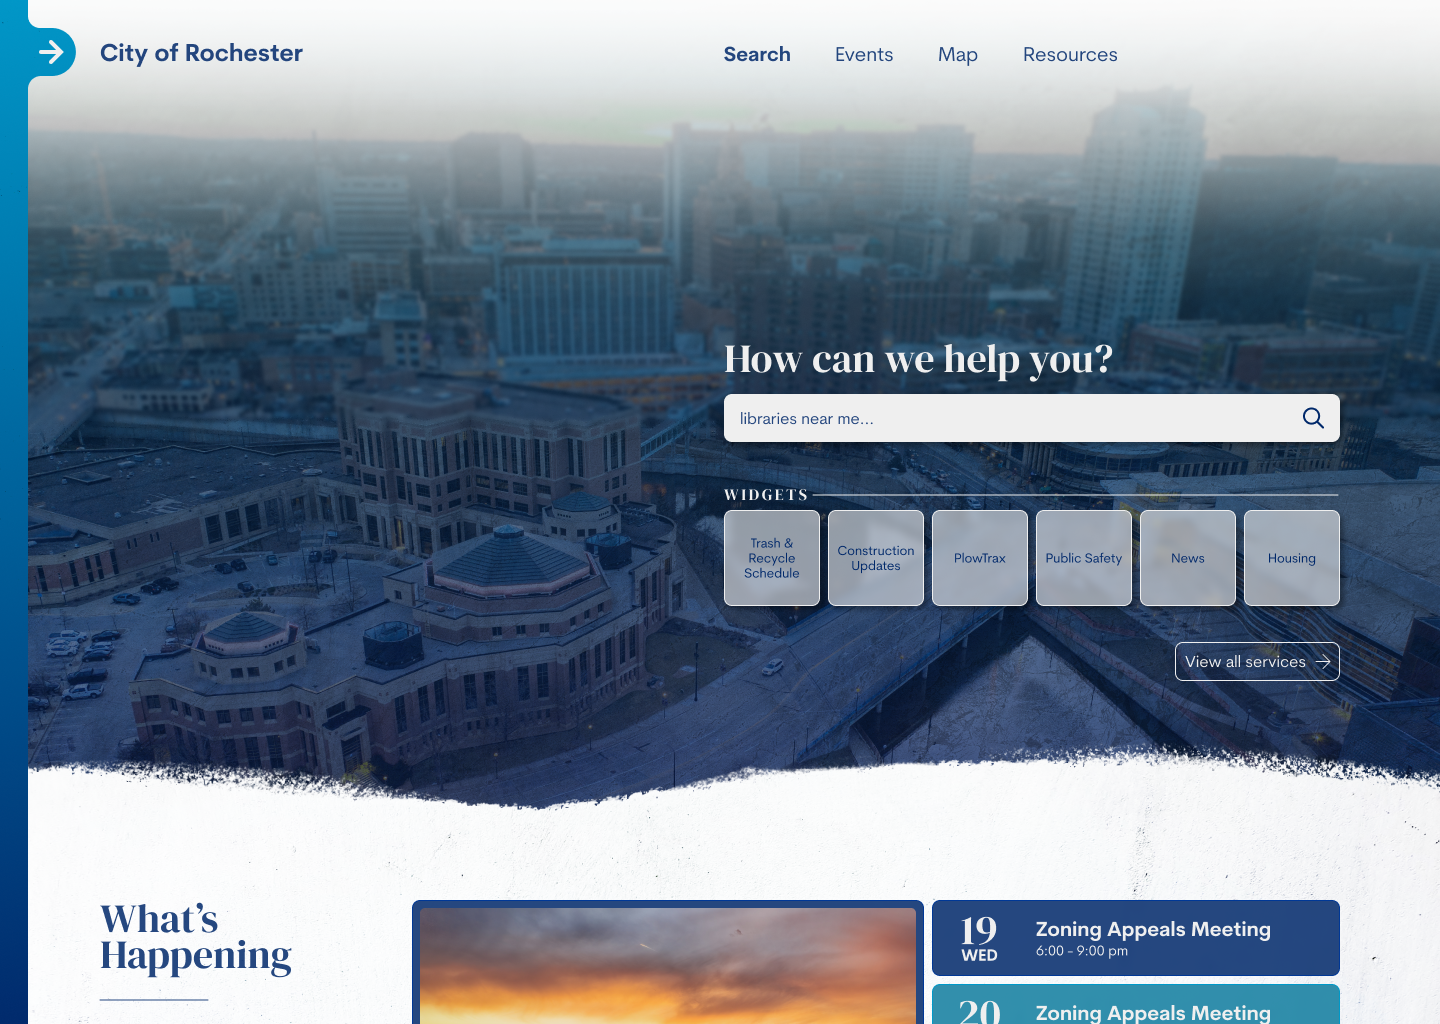 City of Rochester
Search
Events
Map
Resources
How can we help you?
libraries near me...
WIDGETS
Trash &
Recycle
Schedule
Construction
Updates
PlowTrax
Public Safety
News
Housing
View all services
What's
Happening
19
WED
Zoning Appeals Meeting
6:00 - 9:00 pm
20
Zoning Appeals Meeting